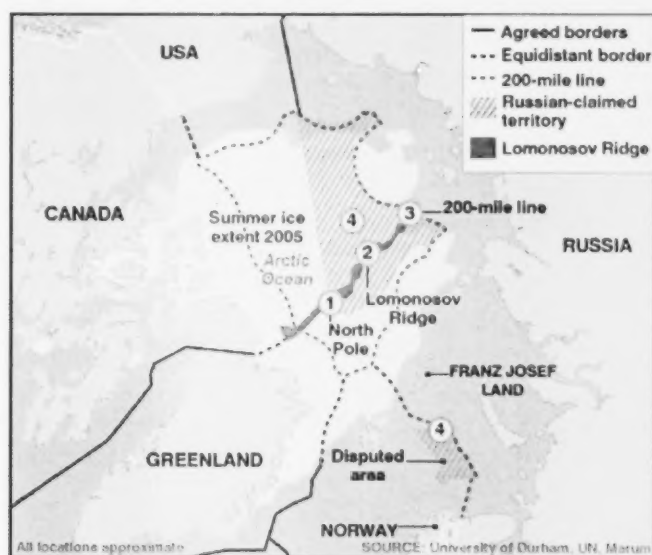 USA
Agreed borders
Equidistant border
200-mile line
Russian-claimed
territory
Lomonosov Ridge
CANADA
Summer ice
extent 2005
Arctic
Ocean
4
3
200-mile line
RUSSIA
2
Lomonosov
Ridge
1
North
Pole
FRANZ JOSEF
LAND
4
GREENLAND
Disputed
area
NORWAY
All locations approximate
SOURCE: University of Durham, UN, Marum